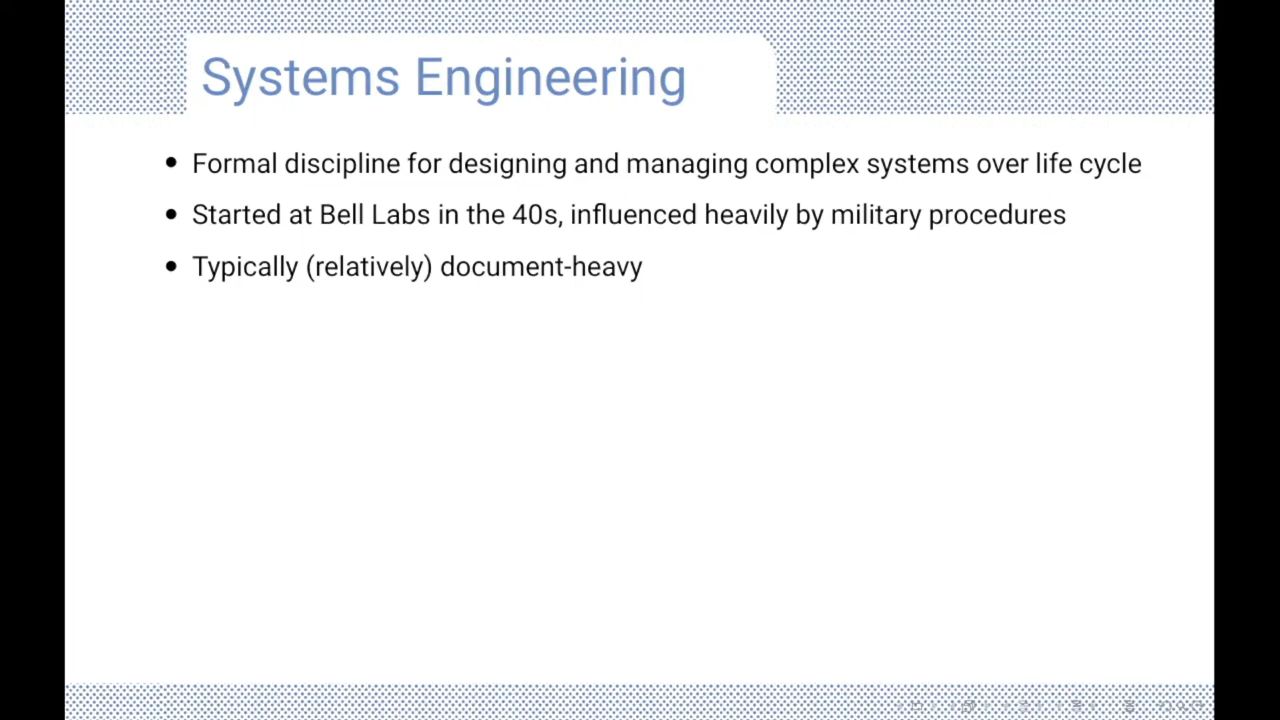 Systems Engineering
Formal discipline for designing and managing complex systems over life cycle
Started at Bell Labs in the 40s, influenced heavily by military procedures
Typically (relatively) document-heavy